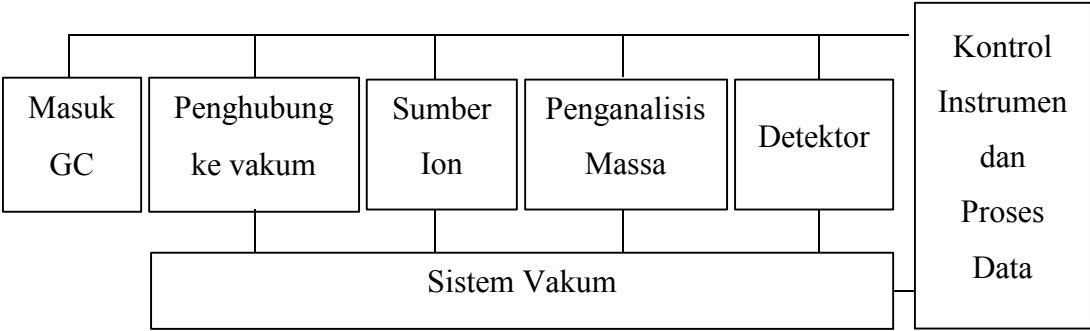 Masuk
GC
Penghubung
ke vakum
Sumber
Ion
Penganalisis
Massa
Detektor
Kontrol
Instrumen
dan
Proses
Data
Sistem Vakum